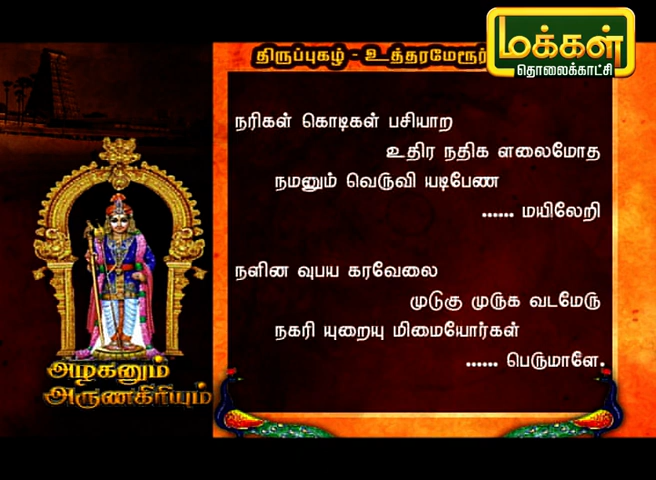 மக்கள்
தொலைக்காட்சி
திருப்புகழ் - உத்தரமேரூர்
நரிகள் கொடிகள் பசியாற
உதிர நதிக ளலைமோத
நமனும் வெருவி யடிபேண
...... மயிலேறி
நளின வுபய கரவேலை
முடுகு முருக வடமேரு
நகரி யுறையு மிமையோர்கள்
...... பெருமாளே.
அழகனும்
அருணகிரியும்